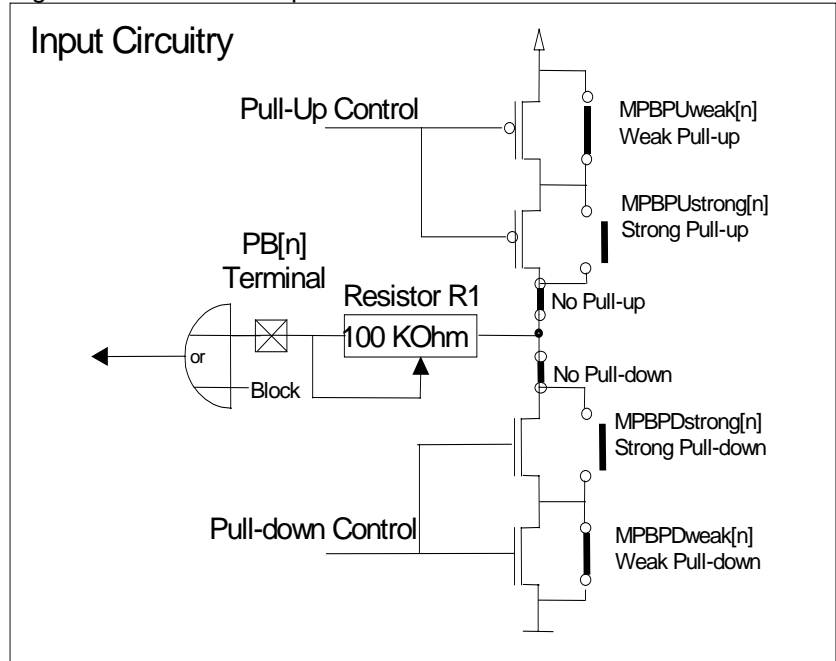 Input Circuitry
Pull-Up Control
MPBPUweak[n]
Weak Pull-up
MPBPUstrong[n]
Strong Pull-up
PB[n]
Terminal
Resistor R1
100 KOhm
No Pull-up
or
Block
No Pull-down
MPBPDstrong[n]
Strong Pull-down
Pull-down Control
MPBPDweak[n]
Weak Pull-down